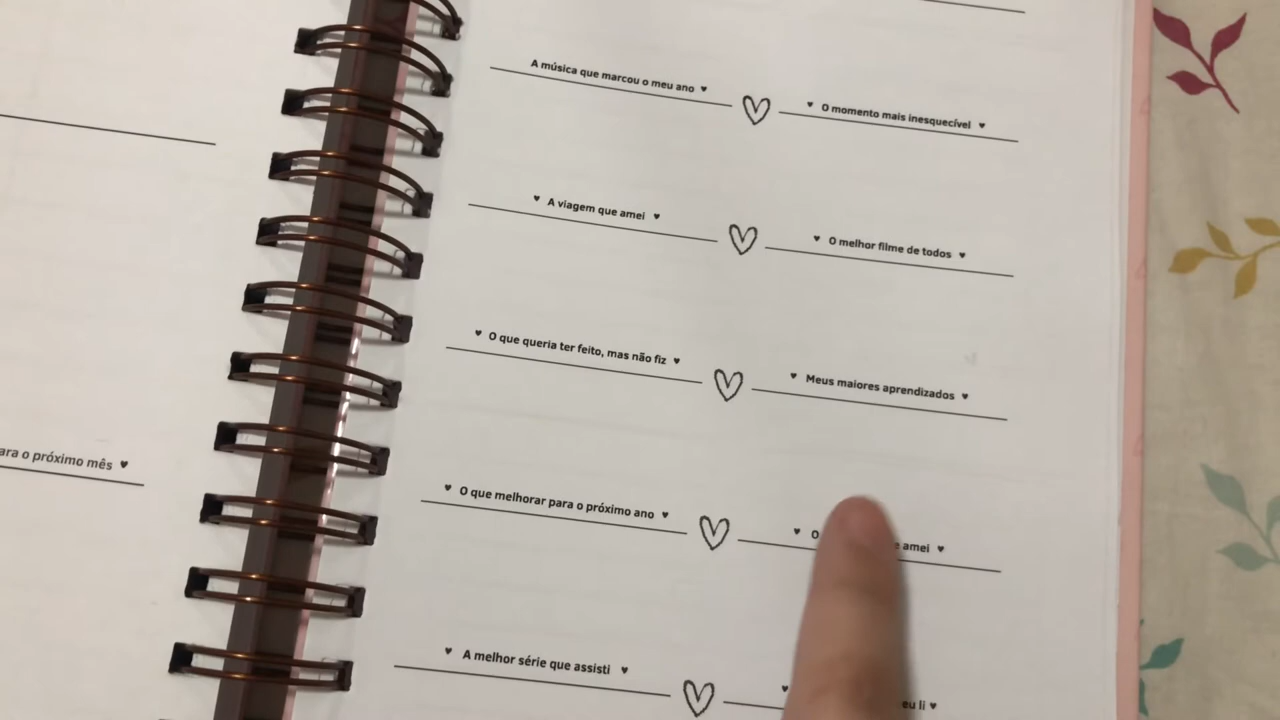 A música que marcou o meu ano ♥
♥ O momento mais inesquecível ♥
♥ A viagem que amei ♥
♥ O melhor filme de todos ♥
♥ O que queria ter feito, mas não fiz ♥
♥ Meus maiores aprendizados ♥
ara o próximo mês ♥
♥ O que melhorar para o próximo ano ♥
♥ O amei ♥
♥ A melhor série que assisti ♥
♥ eu li ♥